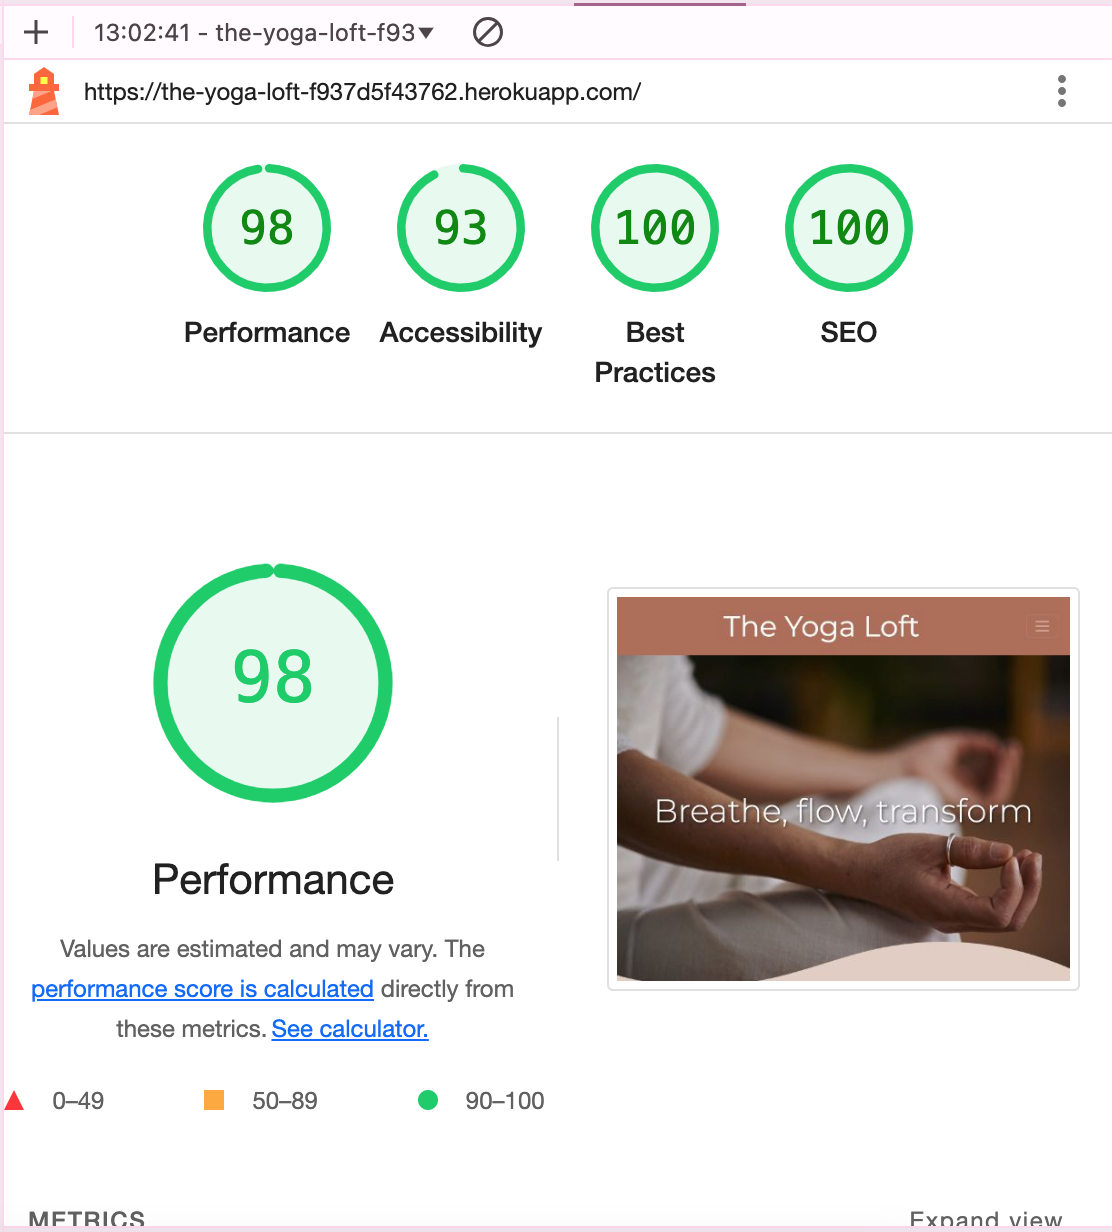 13:02:41 - the-yoga-loft-f93
https://the-yoga-loft-f937d5f43762.herokuapp.com/
98
93
100
100
Performance
Accessibility
Best
Practices
SEO
98
Performance
Values are estimated and may vary. The
performance score is calculated directly from
these metrics. See calculator.
0–49
50–89
90–100
The Yoga Loft
Breathe, flow, transform
METRICS
Expand view